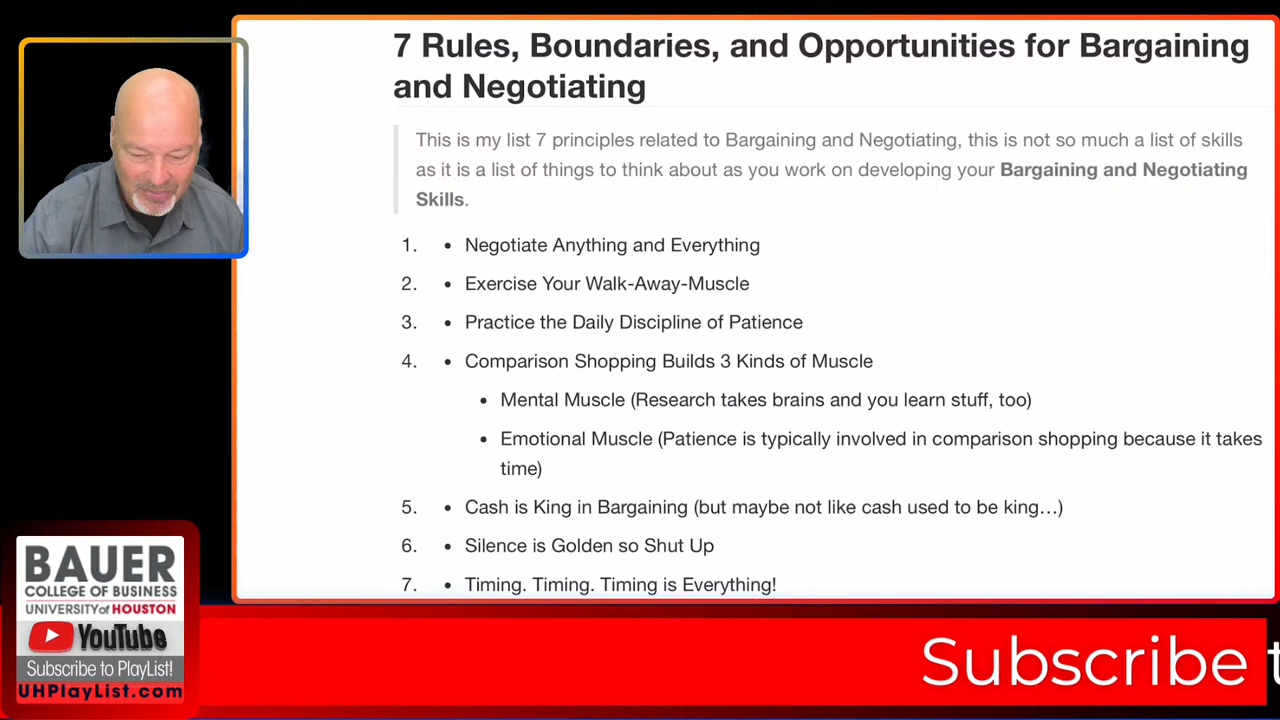 7 Rules, Boundaries, and Opportunities for Bargaining
and Negotiating
This is my list 7 principles related to Bargaining and Negotiating, this is not so much a list of skills
as it is a list of things to think about as you work on developing your Bargaining and Negotiating
Skills.
1. • Negotiate Anything and Everything
2. • Exercise Your Walk-Away-Muscle
3. • Practice the Daily Discipline of Patience
4. • Comparison Shopping Builds 3 Kinds of Muscle
• Mental Muscle (Research takes brains and you learn stuff, too)
• Emotional Muscle (Patience is typically involved in comparison shopping because it takes
time)
5. • Cash is King in Bargaining (but maybe not like cash used to be king…)
6. • Silence is Golden so Shut Up
7. • Timing. Timing. Timing is Everything!
BAUER
COLLEGE OF BUSINESS
UNIVERSITY of HOUSTON
YouTube
Subscribe to PlayList!
UHPlayList.com
Subscribe